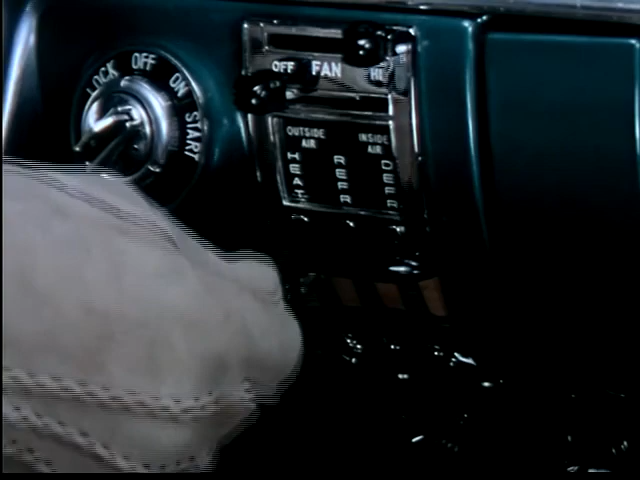 LOCK OFF ON START
OFF FAN HI
OUTSIDE AIR
INSIDE AIR
HEAT
REFR
DEFR